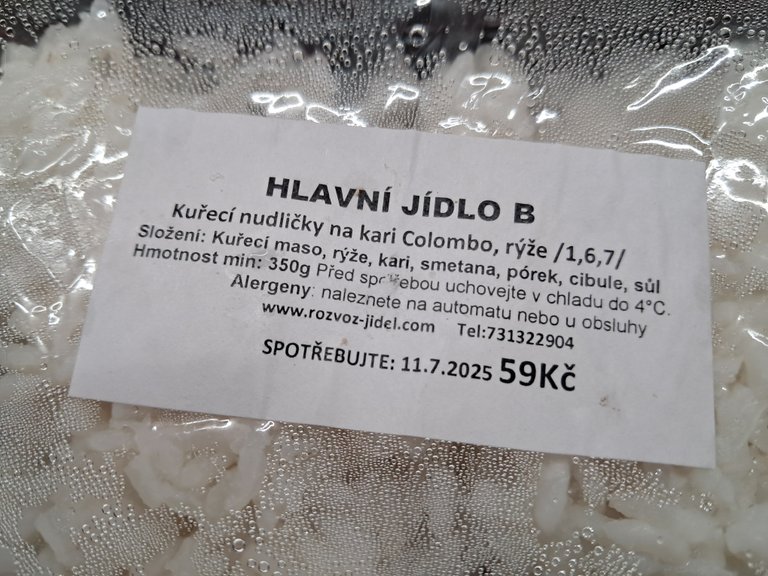 HLAVNÍ JÍDLO B
Kuřecí nudličky na kari Colombo, rýže /1,6,7/
Složení: Kuřecí maso, rýže, kari, smetana, pórek, cibule, sůl
Hmotnost min: 350g Před spotřebou uchovejte v chladu do 4°C.
Alergeny: naleznete na automatu nebo u obsluhy
www.rozvoz-jidel.com Tel:731322904
SPOTŘEBUJTE: 11.7.2025 59Kč